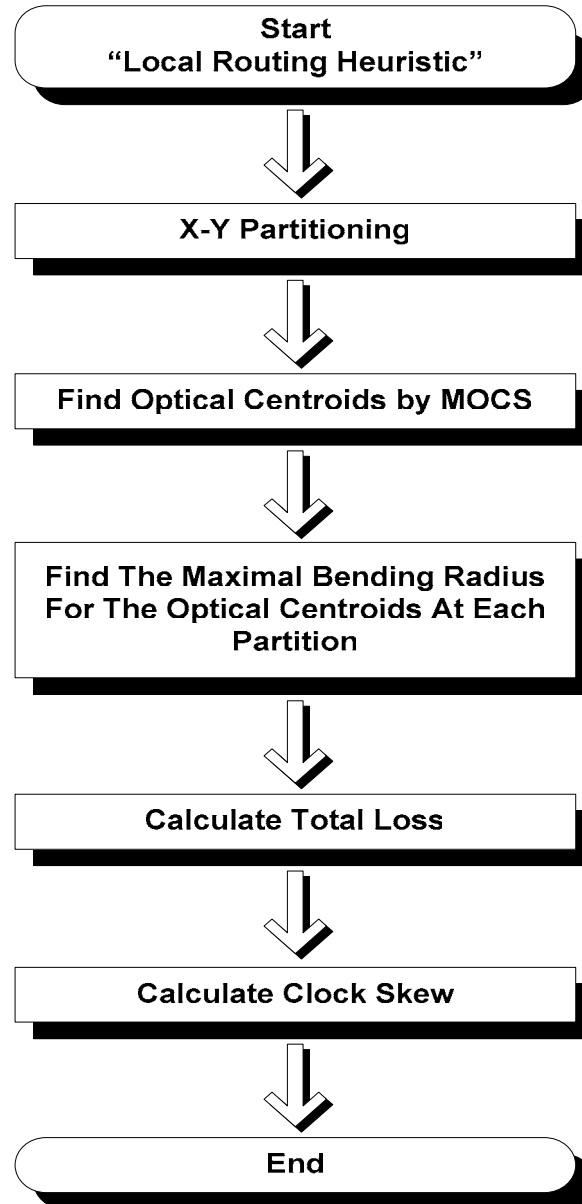 Start
“Local Routing Heuristic”
X-Y Partitioning
Find Optical Centroids by MOCS
Find The Maximal Bending Radius
For The Optical Centroids At Each
Partition
Calculate Total Loss
Calculate Clock Skew
End